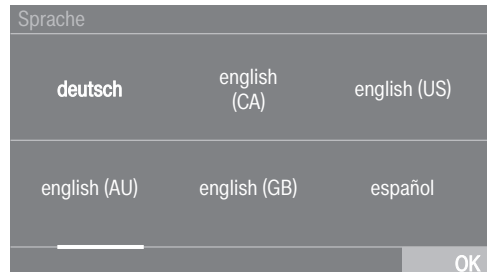 Sprache
deutsch
english
(CA)
english (US)
english (AU)
english (GB)
español
OK